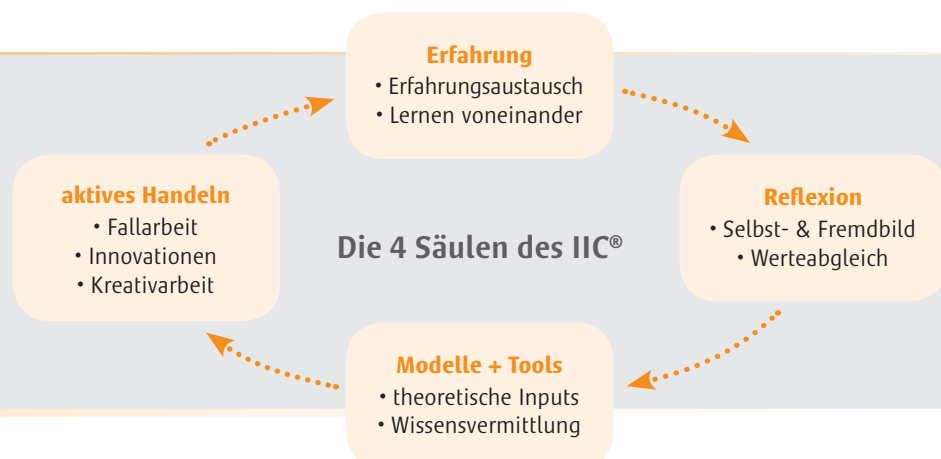 Erfahrung
• Erfahrungsaustausch
• Lernen voneinander
aktives Handeln
• Fallarbeit
• Innovationen
• Kreativarbeit
Die 4 Säulen des IIC®
Reflexion
• Selbst- & Fremdbild
• Werteabgleich
Modelle + Tools
• theoretische Inputs
• Wissensvermittlung